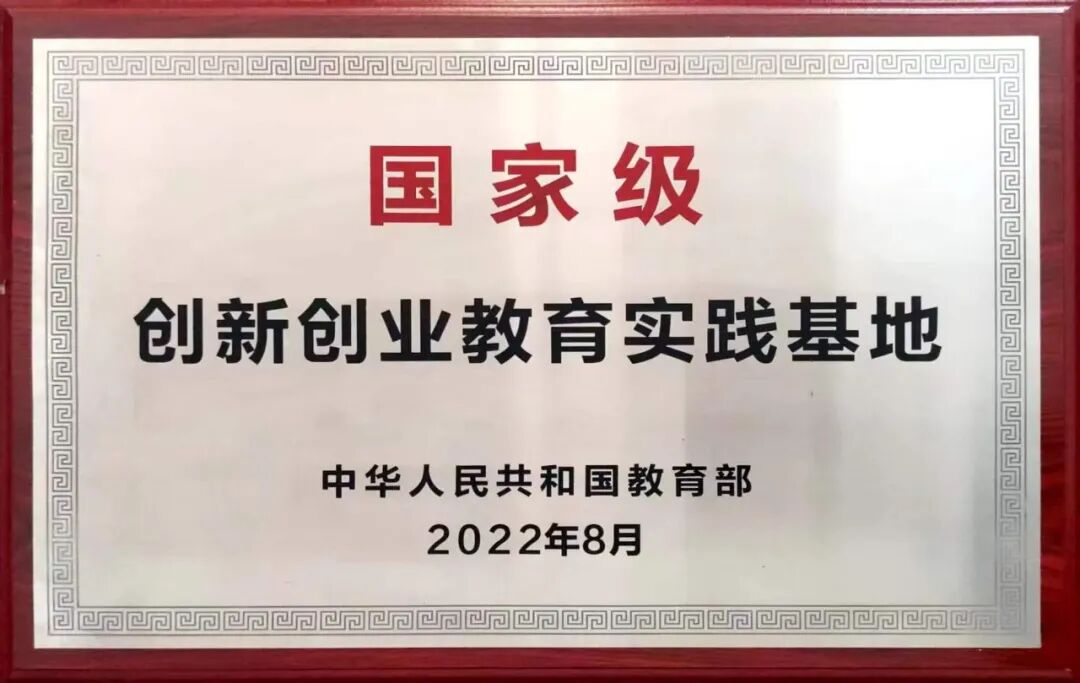 国家级
创新创业教育实践基地
中华人民共和国教育部
2022年8月